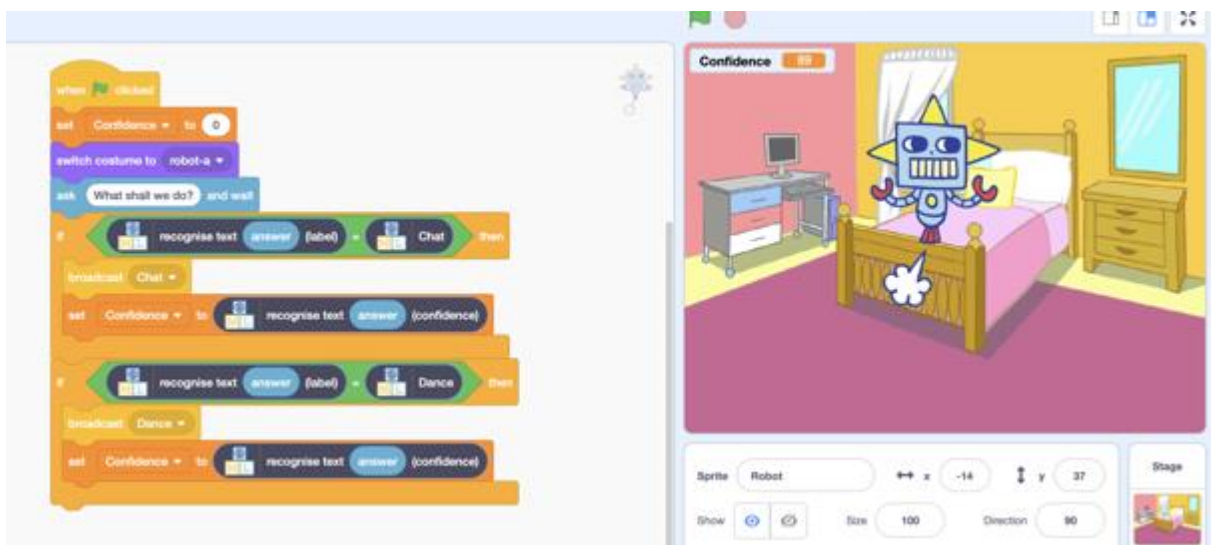 Confidence 89
when clicked
set Confidence to 0
switch costume to robot-a
ask What shall we do? and wait
if recognise text answer (label) = Chat then
broadcast Chat
set Confidence to recognise text answer (confidence)
if recognise text answer (label) = Dance then
broadcast Dance
set Confidence to recognise text answer (confidence)
Sprite Robot x -14 y 37
Show Size 100 Direction 90
Stage